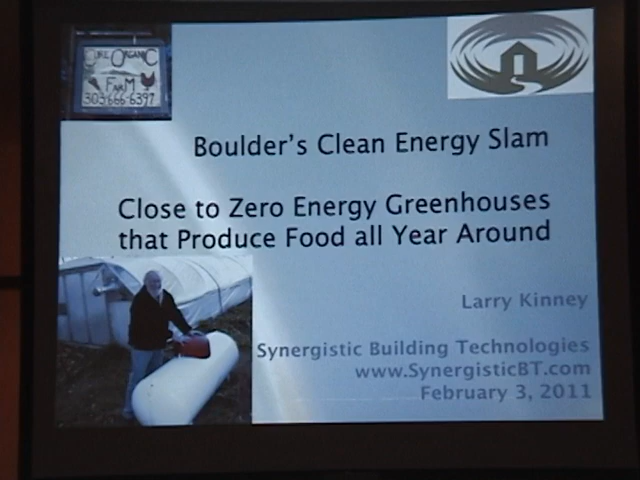 ORGANIC
FARM
303-666-6397
Boulder's Clean Energy Slam
Close to Zero Energy Greenhouses
that Produce Food all Year Around
Larry Kinney
Synergistic Building Technologies
www.SynergisticBT.com
February 3, 2011